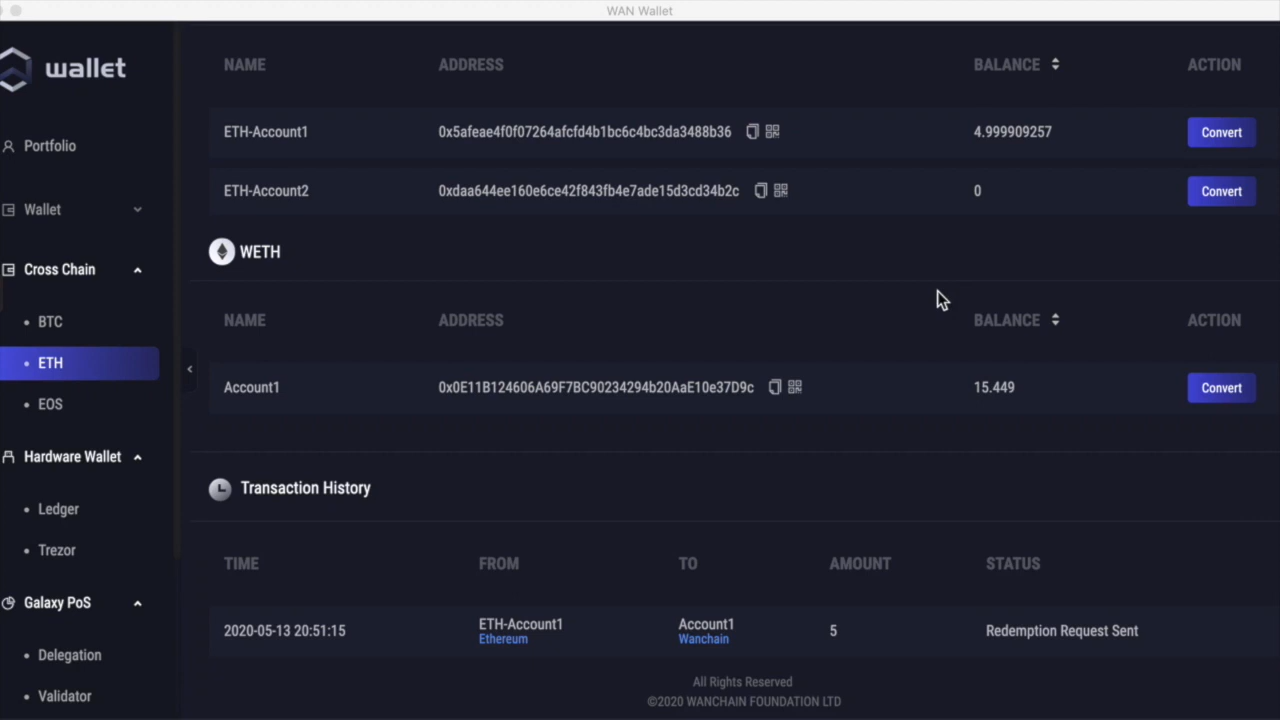 WAN Wallet
wallet
Portfolio
Wallet
Cross Chain
BTC
ETH
EOS
Hardware Wallet
Ledger
Trezor
Galaxy PoS
Delegation
Validator
NAME ADDRESS BALANCE ACTION
ETH-Account1 0x5afeae4f0f07264afcfd4b1bc6c4bc3da3488b36 4.999909257 Convert
ETH-Account2 0xdaa644ee160e6ce42f843fb4e7ade15d3cd34b2c 0 Convert
WETH
NAME ADDRESS BALANCE ACTION
Account1 0x0E11B124606A69F7BC90234294b20AaE10e37D9c 15.449 Convert
Transaction History
TIME FROM TO AMOUNT STATUS
2020-05-13 20:51:15 ETH-Account1 Account1 5 Redemption Request Sent
Ethereum Wanchain
All Rights Reserved
©2020 WANCHAIN FOUNDATION LTD